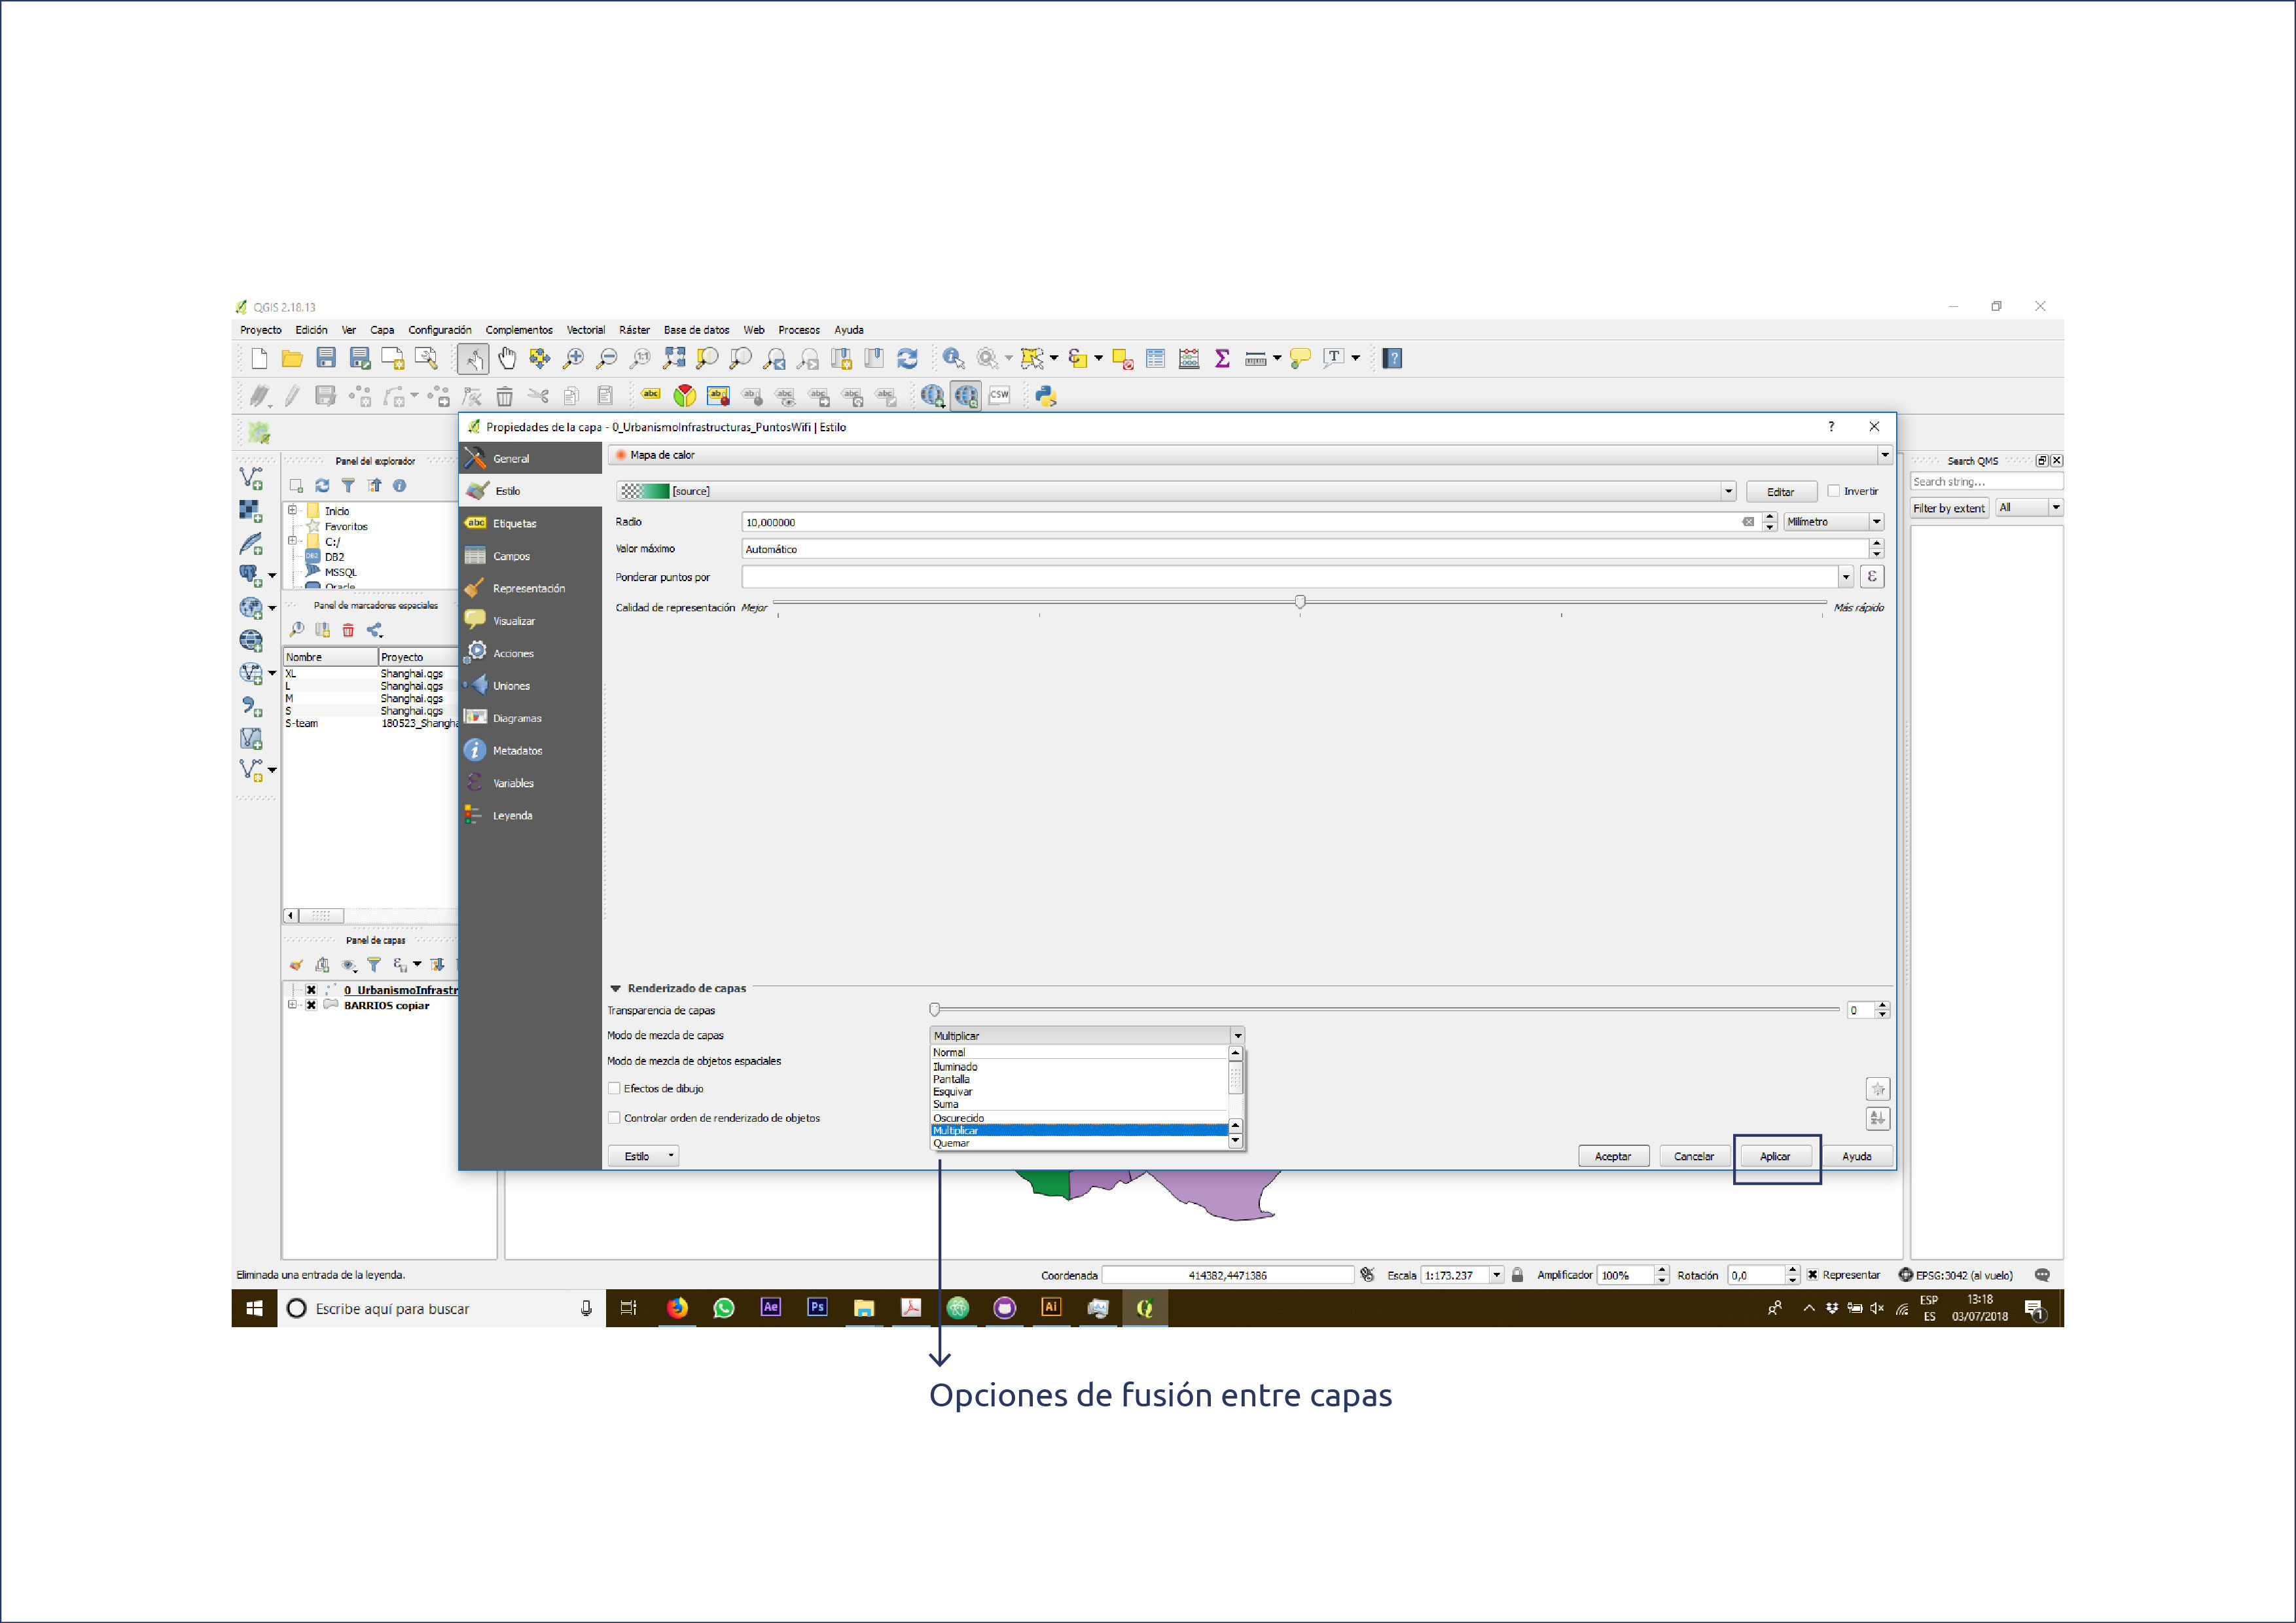 QGIS 2.18.13
Proyecto Edición Ver Capa Configuración Complementos Vectorial Ráster Base de datos Web Procesos Ayuda
Propiedades de la capa - 0_UrbanismoInfrastructuras_PuntosWifi | Estilo
Panel del explorador
Inicio
Favoritos
C:/
DB2
MSSQL
Oracle
Panel de marcadores espaciales
Nombre Proyecto
XL Shanghai.qgs
L Shanghai.qgs
M Shanghai.qgs
S Shanghai.qgs
S-team 180523_Shangha
Panel de capas
0_UrbanismoInfrastr
BARRIOS copiar
General
Estilo
Etiquetas
Campos
Representación
Visualizar
Acciones
Uniones
Diagramas
Metadatos
Variables
Leyenda
Mapa de calor
[source] Editar Invertir
Radio 10,000000 Milímetro
Valor máximo Automático
Ponderar puntos por
Calidad de representación Mejor Más rápido
Renderizado de capas
Transparencia de capas 0
Modo de mezcla de capas Multiplicar
Modo de mezcla de objetos espaciales
Efectos de dibujo
Controlar orden de renderizado de objetos
Normal
Iluminado
Pantalla
Esquivar
Suma
Oscurecido
Multiplicar
Quemar
Estilo Aceptar Cancelar Aplicar Ayuda
Search QMS
Search string...
Filter by extent All
Eliminada una entrada de la leyenda.
Coordenada 414382,4471386 Escala 1:173.237 Amplificador 100% Rotación 0,0 Representar EPSG:3042 (al vuelo)
Escribe aquí para buscar
Ae Ps Ai
ESP
ES
13:18
03/07/2018
Opciones de fusión entre capas